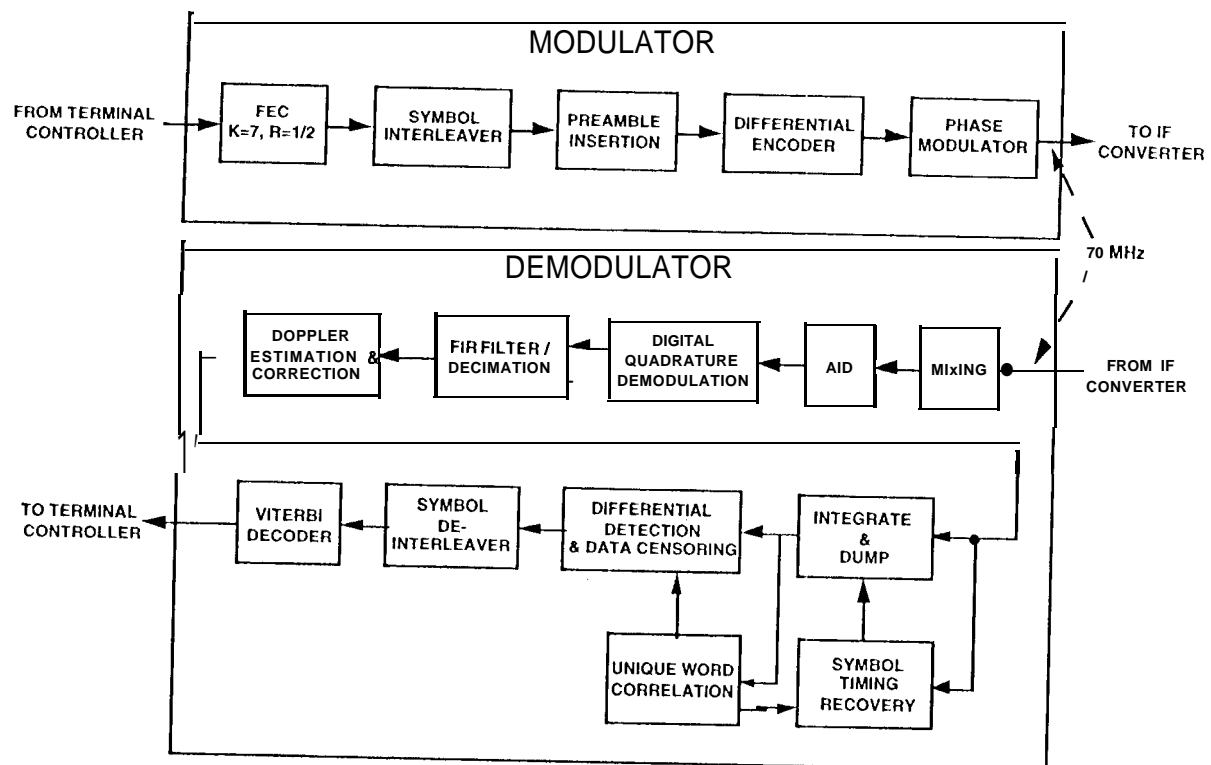 MODULATOR
FROM TERMINAL
CONTROLLER
FEC
K=7, R=1/2
SYMBOL
INTERLEAVER
PREAMBLE
INSERTION
DIFFERENTIAL
ENCODER
PHASE
MODULATOR
TO IF
CONVERTER
70 MHz
DEMODULATOR
DOPPLER
ESTIMATION &
CORRECTION
FIR FILTER /
DECIMATION
DIGITAL
QUADRATURE
DEMODULATION
AID
MIxING
FROM IF
CONVERTER
TO TERMINAL
CONTROLLER
VITERBI
DECODER
SYMBOL
DE-
INTERLEAVER
DIFFERENTIAL
DETECTION
& DATA CENSORING
INTEGRATE
&
DUMP
UNIQUE WORD
CORRELATION
SYMBOL
TIMING
RECOVERY